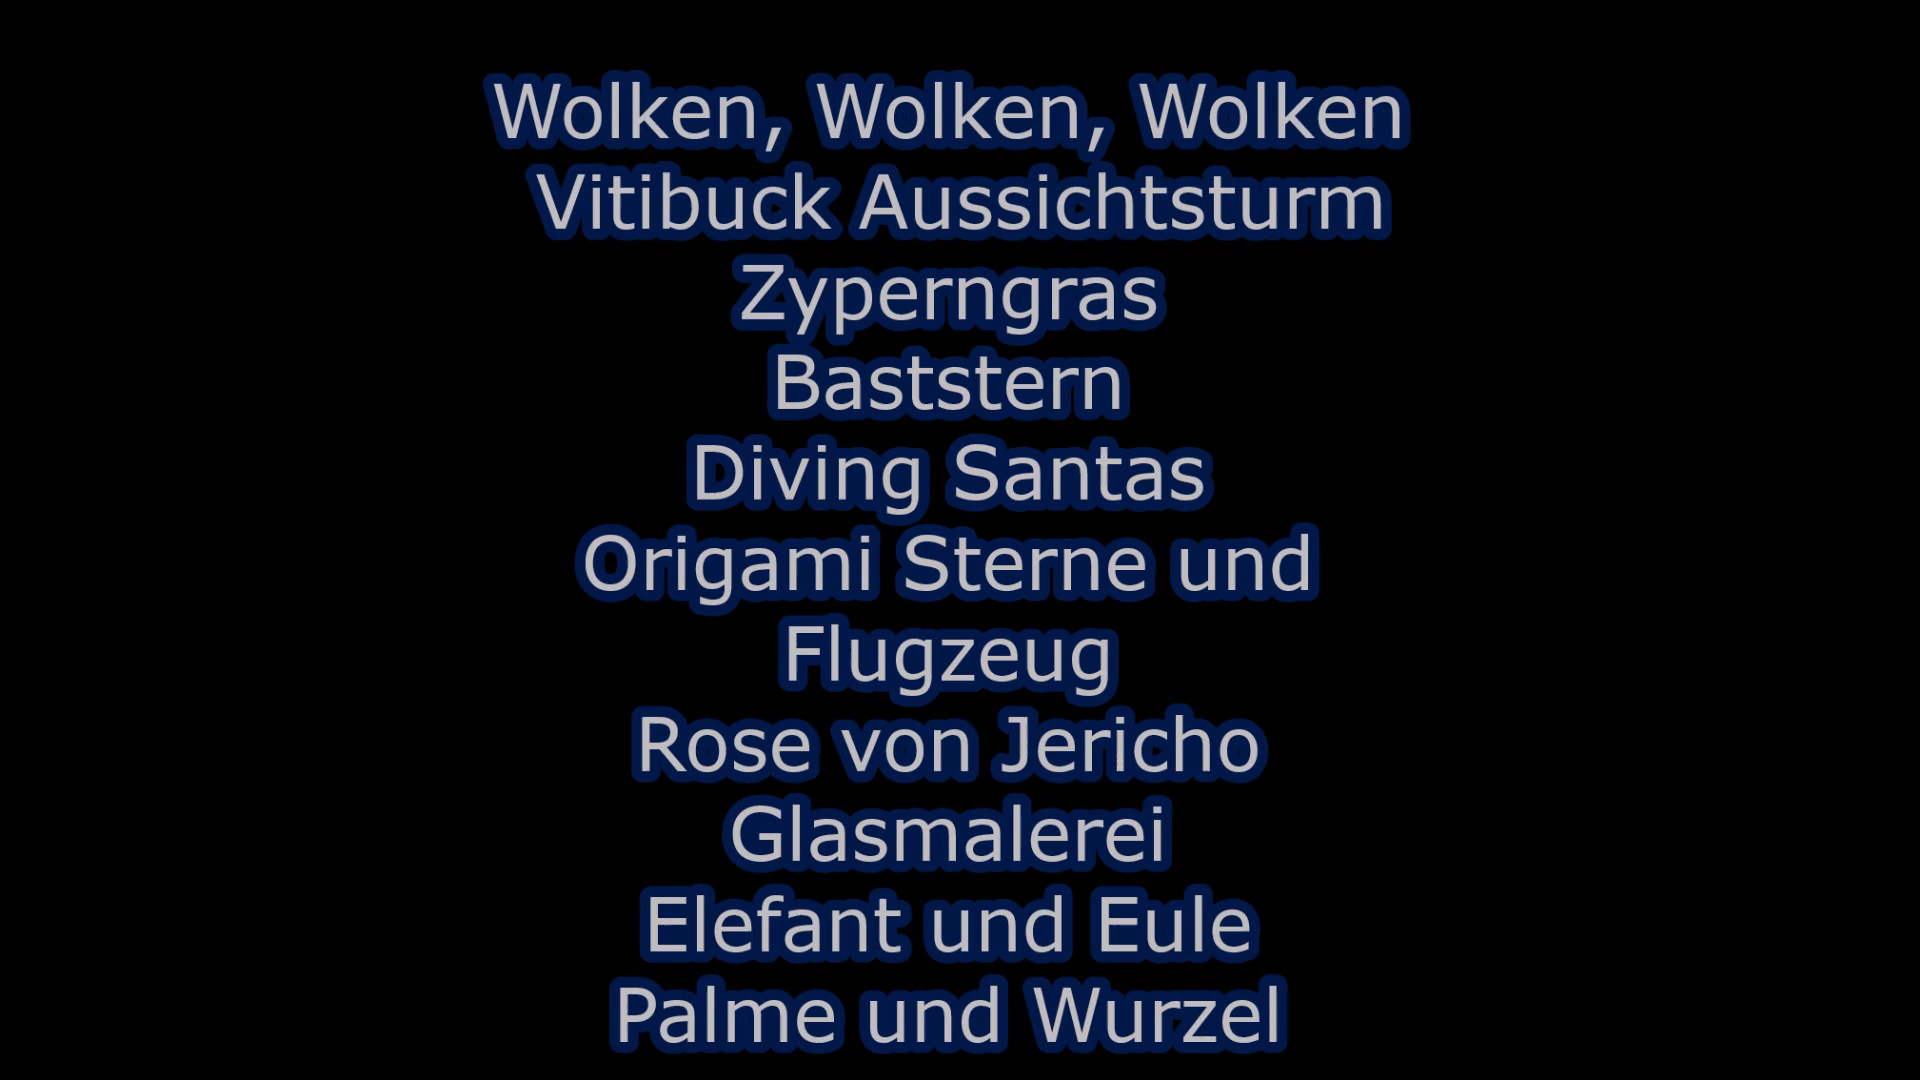 Wolken, Wolken, Wolken
Vitibuck Aussichtsturm
Zyperngras
Baststern
Diving Santas
Origami Sterne und
Flugzeug
Rose von Jericho
Glasmalerei
Elefant und Eule
Palme und Wurzel